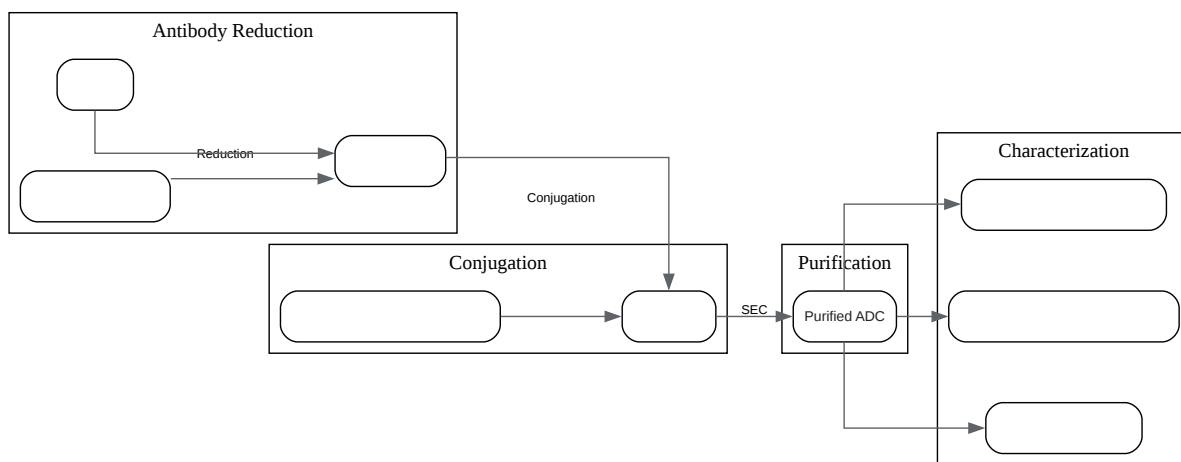 Antibody Reduction
Reduction
Conjugation
Conjugation
SEC
Purification
Purified ADC
Characterization